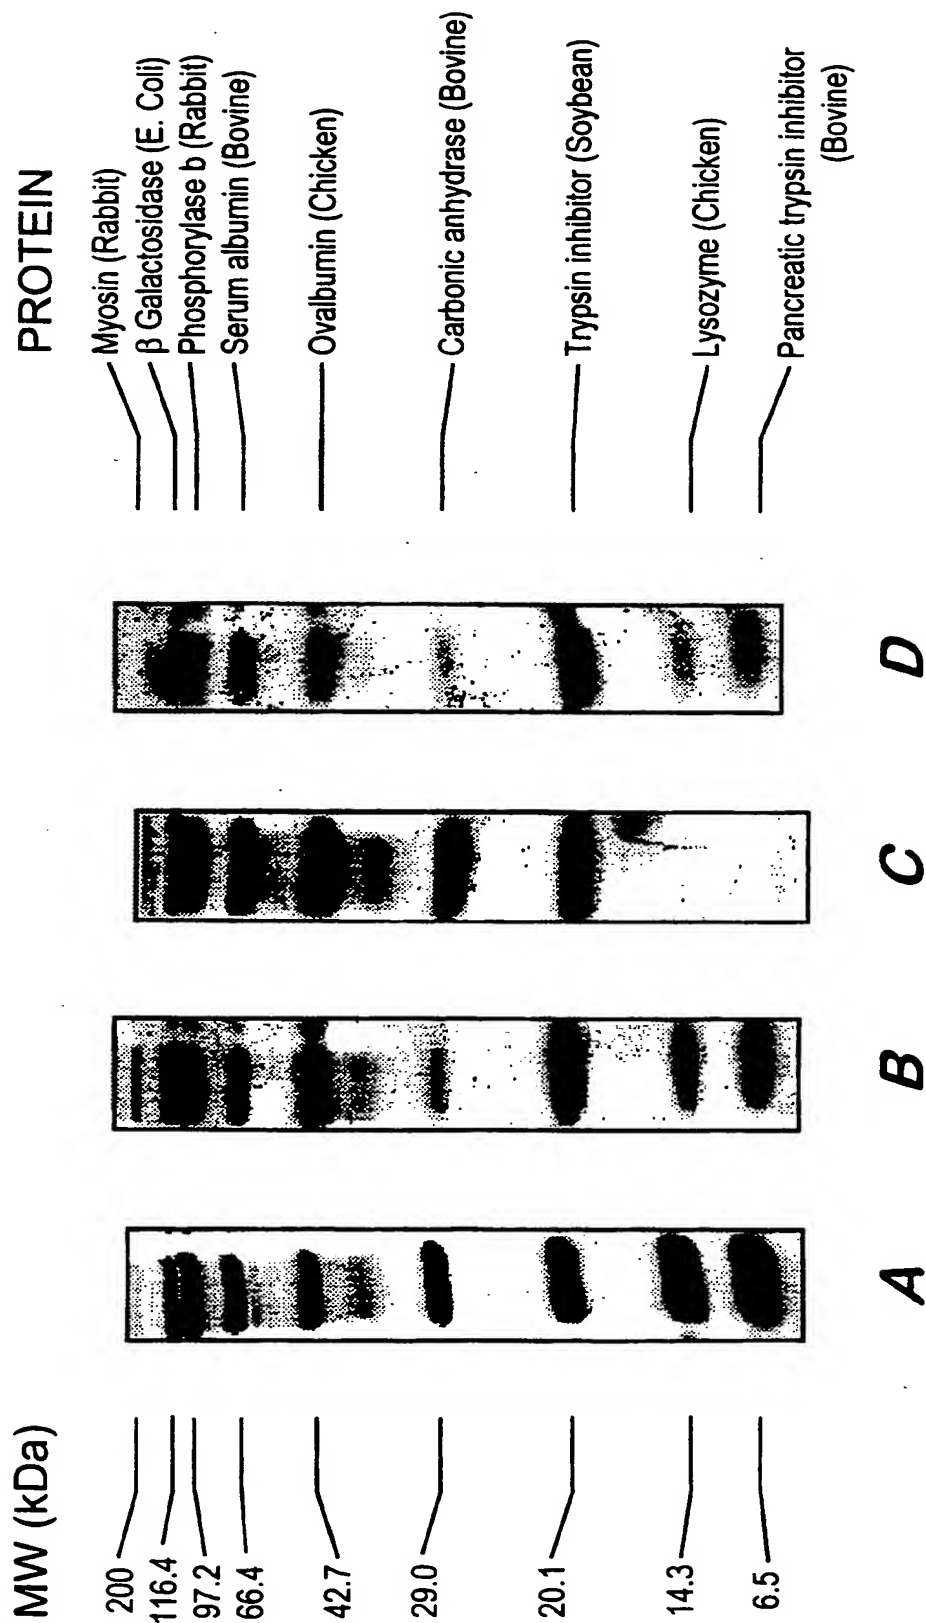 MW (kDa)
200
116.4
97.2
66.4
42.7
29.0
20.1
14.3
6.5
A
B
C
D
PROTEIN
Myosin (Rabbit)
β Galactosidase (E. Coli)
Phosphorylase b (Rabbit)
Serum albumin (Bovine)
Ovalbumin (Chicken)
Carbonic anhydrase (Bovine)
Trypsin inhibitor (Soybean)
Lysozyme (Chicken)
Pancreatic trypsin inhibitor
(Bovine)